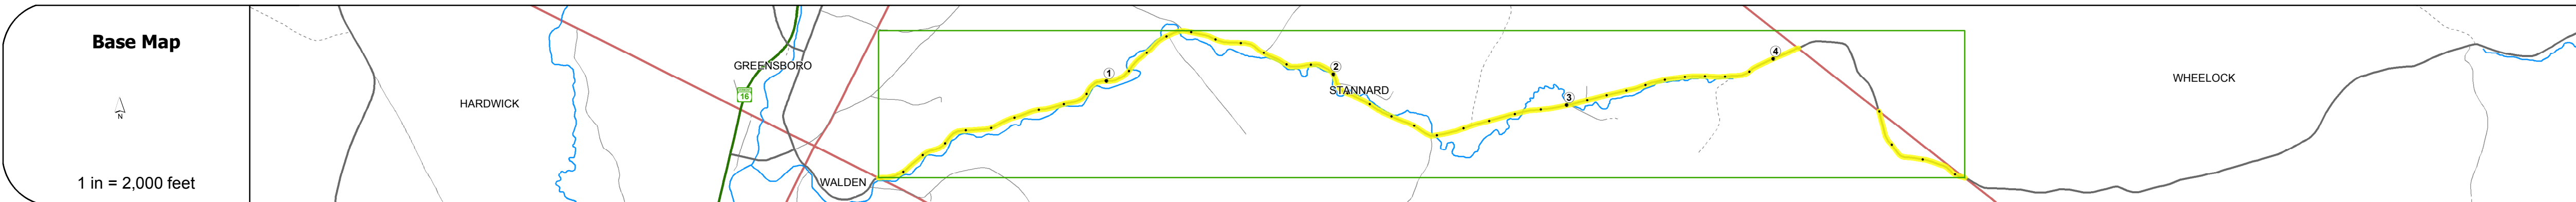 Base Map
N
1 in = 2,000 feet
HARDWICK
GREENSBORO
16
WALDEN
1
2
STANNARD
3
4
WHEELOCK